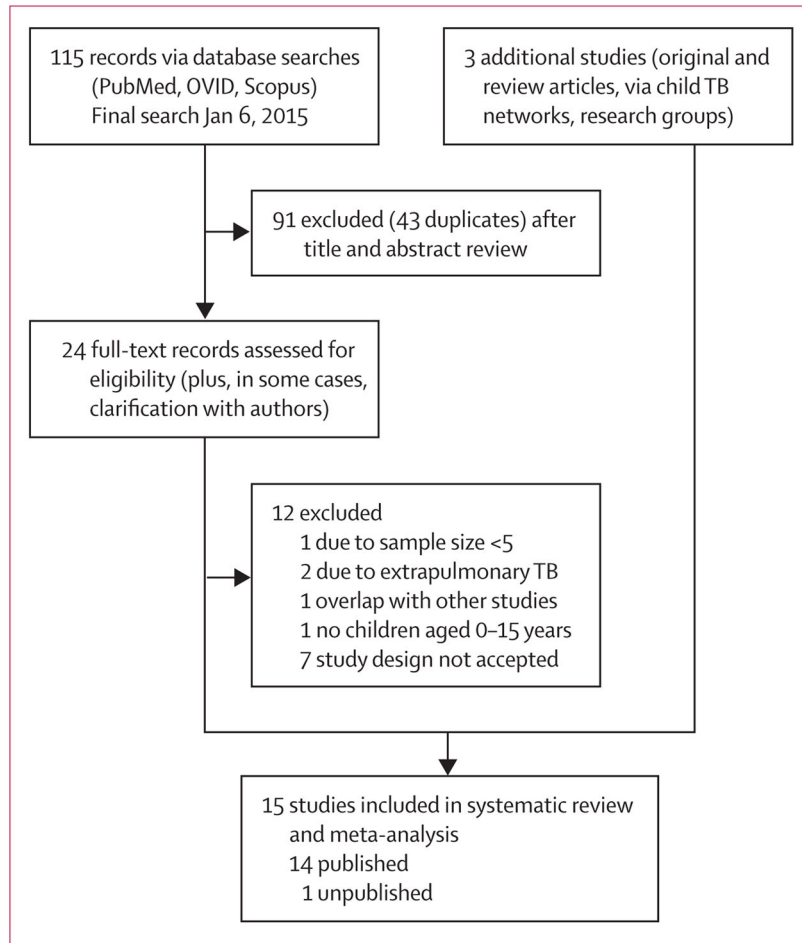 115 records via database searches
(PubMed, OVID, Scopus)
Final search Jan 6, 2015
3 additional studies (original and
review articles, via child TB
networks, research groups)
91 excluded (43 duplicates) after
title and abstract review
24 full-text records assessed for
eligibility (plus, in some cases,
clarification with authors)
12 excluded
1 due to sample size <5
2 due to extrapulmonary TB
1 overlap with other studies
1 no children aged 0–15 years
7 study design not accepted
15 studies included in systematic review
and meta-analysis
14 published
1 unpublished